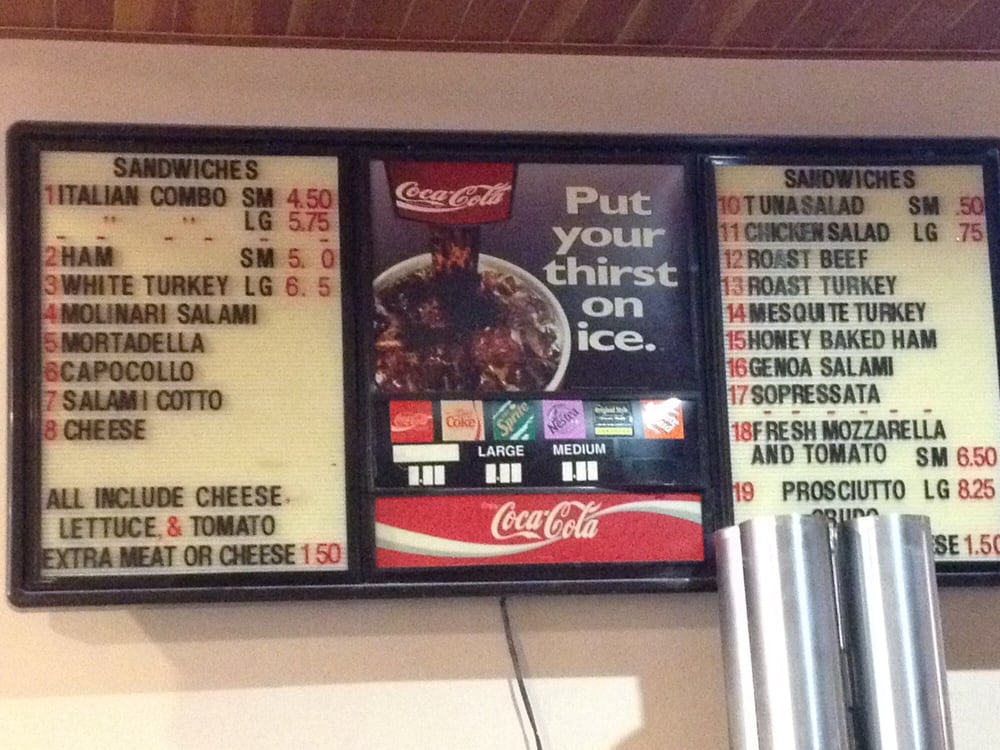 SANDWICHES
1 ITALIAN COMBO SM 4.50
" " LG 5.75
2 HAM SM 5. 0
3 WHITE TURKEY LG 6. 5
4 MOLINARI SALAMI
5 MORTADELLA
6 CAPOCOLLO
7 SALAMI COTTO
8 CHEESE
ALL INCLUDE CHEESE
LETTUCE & TOMATO
EXTRA MEAT OR CHEESE 1 50
Coca-Cola
Put
your
thirst
on
ice.
Coke Sprite Nestea
LARGE MEDIUM
Coca-Cola
SANDWICHES
10 TUNA SALAD SM .50
11 CHICKEN SALAD LG .75
12 ROAST BEEF
13 ROAST TURKEY
14 MESQUITE TURKEY
15 HONEY BAKED HAM
16 GENOA SALAMI
17 SOPRESSATA
18 FRESH MOZZARELLA
AND TOMATO SM 6.50
19 PROSCIUTTO LG 8.25
CRUDO
SE 1.50